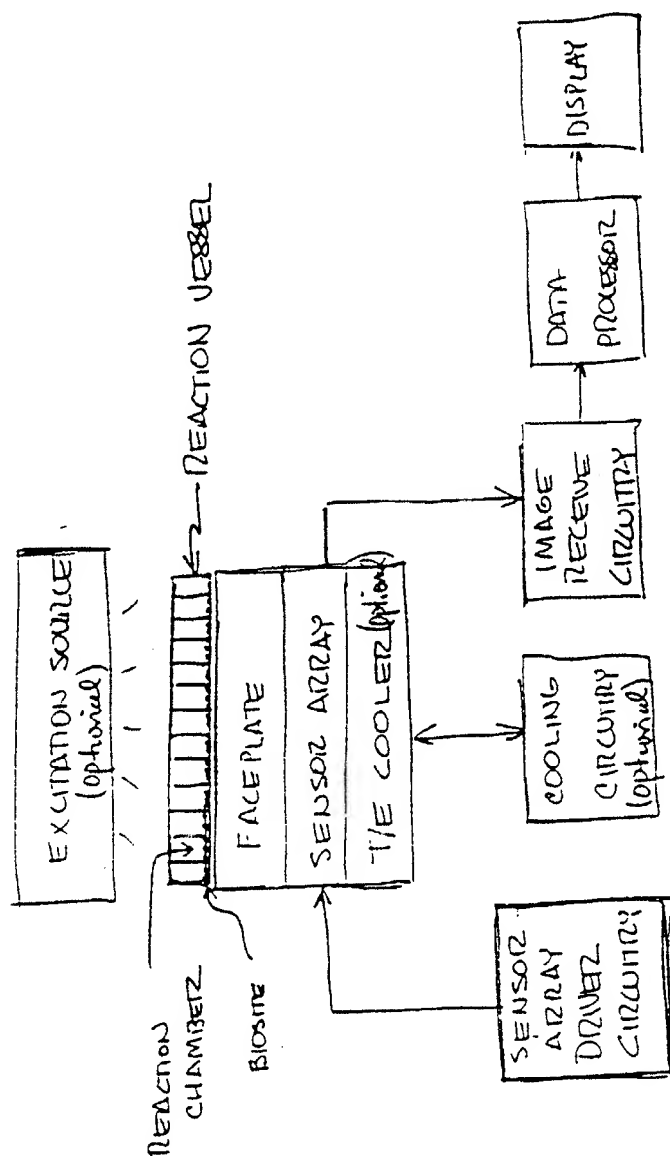 EXCITATION SOURCE
(optional)
REACTION VESSEL
REACTION
CHAMBER
BIOSITE
FACEPLATE
SENSOR ARRAY
T/E COOLER (optional)
SENSOR
ARRAY
DRIVER
CIRCUITRY
COOLING
CIRCUITRY
(optional)
IMAGE
RECEIVE
CIRCUITRY
DATA
PROCESSOR
DISPLAY